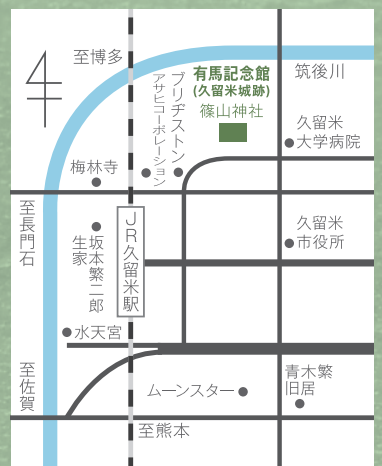 至博多
有馬記念館
(久留米城跡)
篠山神社
筑後川
ブリヂストン
アサヒコーポレーション
久留米
大学病院
梅林寺
至長門石
坂本繁二郎
生家
JR久留米駅
久留米
市役所
水天宮
至佐賀
ムーンスター
青木繁
旧居
至熊本